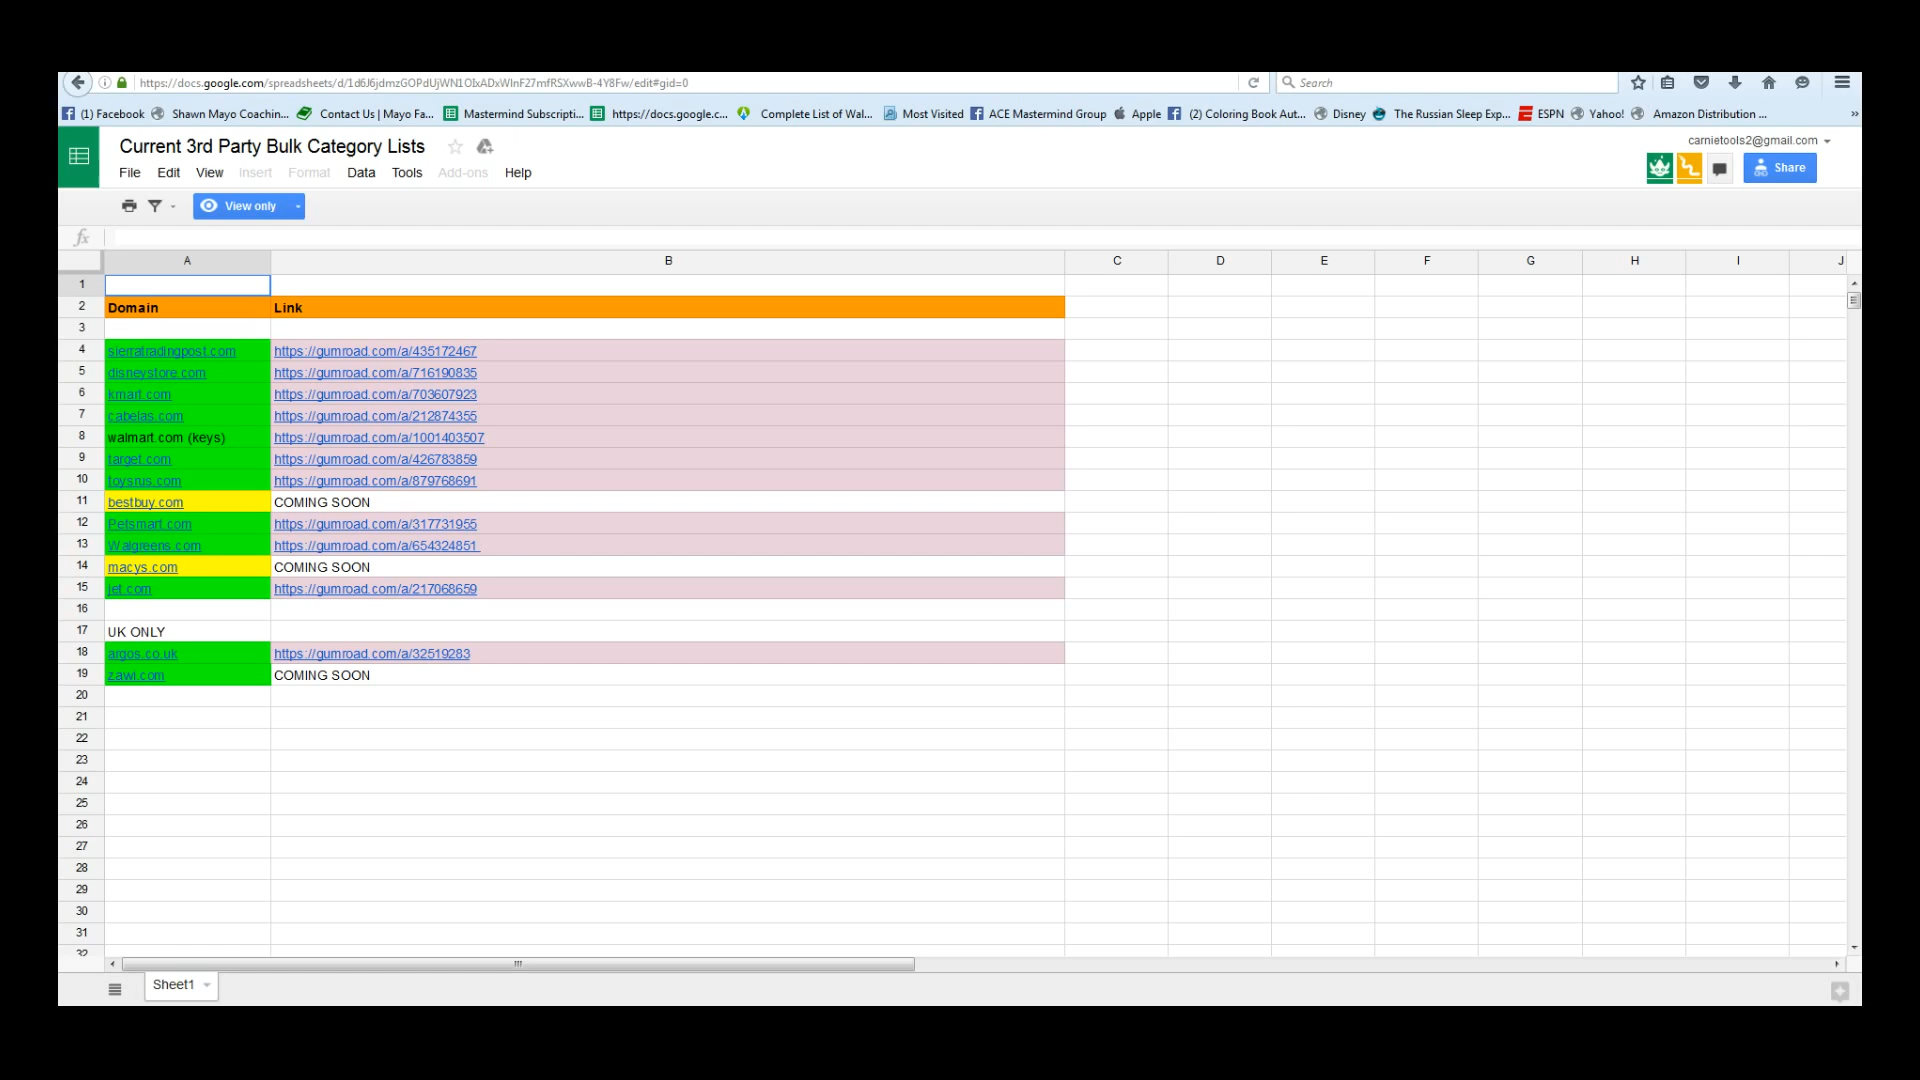 https://docs.google.com/spreadsheets/d/1d6J6jdmzGOPdUjWN1OIxADxWlnF27mfRSXwwB-4Y8Fw/edit#gid=0
Search
(1) Facebook
Shawn Mayo Coachin...
Contact Us | Mayo Fa...
Mastermind Subscripti...
https://docs.google.c...
Complete List of Wal...
Most Visited
ACE Mastermind Group
Apple
(2) Coloring Book Aut...
Disney
The Russian Sleep Exp...
ESPN
Yahoo!
Amazon Distribution ...
Current 3rd Party Bulk Category Lists
carnietools2@gmail.com
File Edit View Insert Format Data Tools Add-ons Help
Share
View only
fx
A B C D E F G H I J
1
2 Domain Link
3
4 sierratradingpost.com https://gumroad.com/a/435172467
5 disneystore.com https://gumroad.com/a/716190835
6 kmart.com https://gumroad.com/a/703607923
7 cabelas.com https://gumroad.com/a/212874355
8 walmart.com (keys) https://gumroad.com/a/1001403507
9 target.com https://gumroad.com/a/426783859
10 toysrus.com https://gumroad.com/a/879768691
11 bestbuy.com COMING SOON
12 Petsmart.com https://gumroad.com/a/317731955
13 Walgreens.com https://gumroad.com/a/654324851
14 macys.com COMING SOON
15 jet.com https://gumroad.com/a/217068659
16
17 UK ONLY
18 argos.co.uk https://gumroad.com/a/32519283
19 zawi.com COMING SOON
20
21
22
23
24
25
26
27
28
29
30
31
32
Sheet1